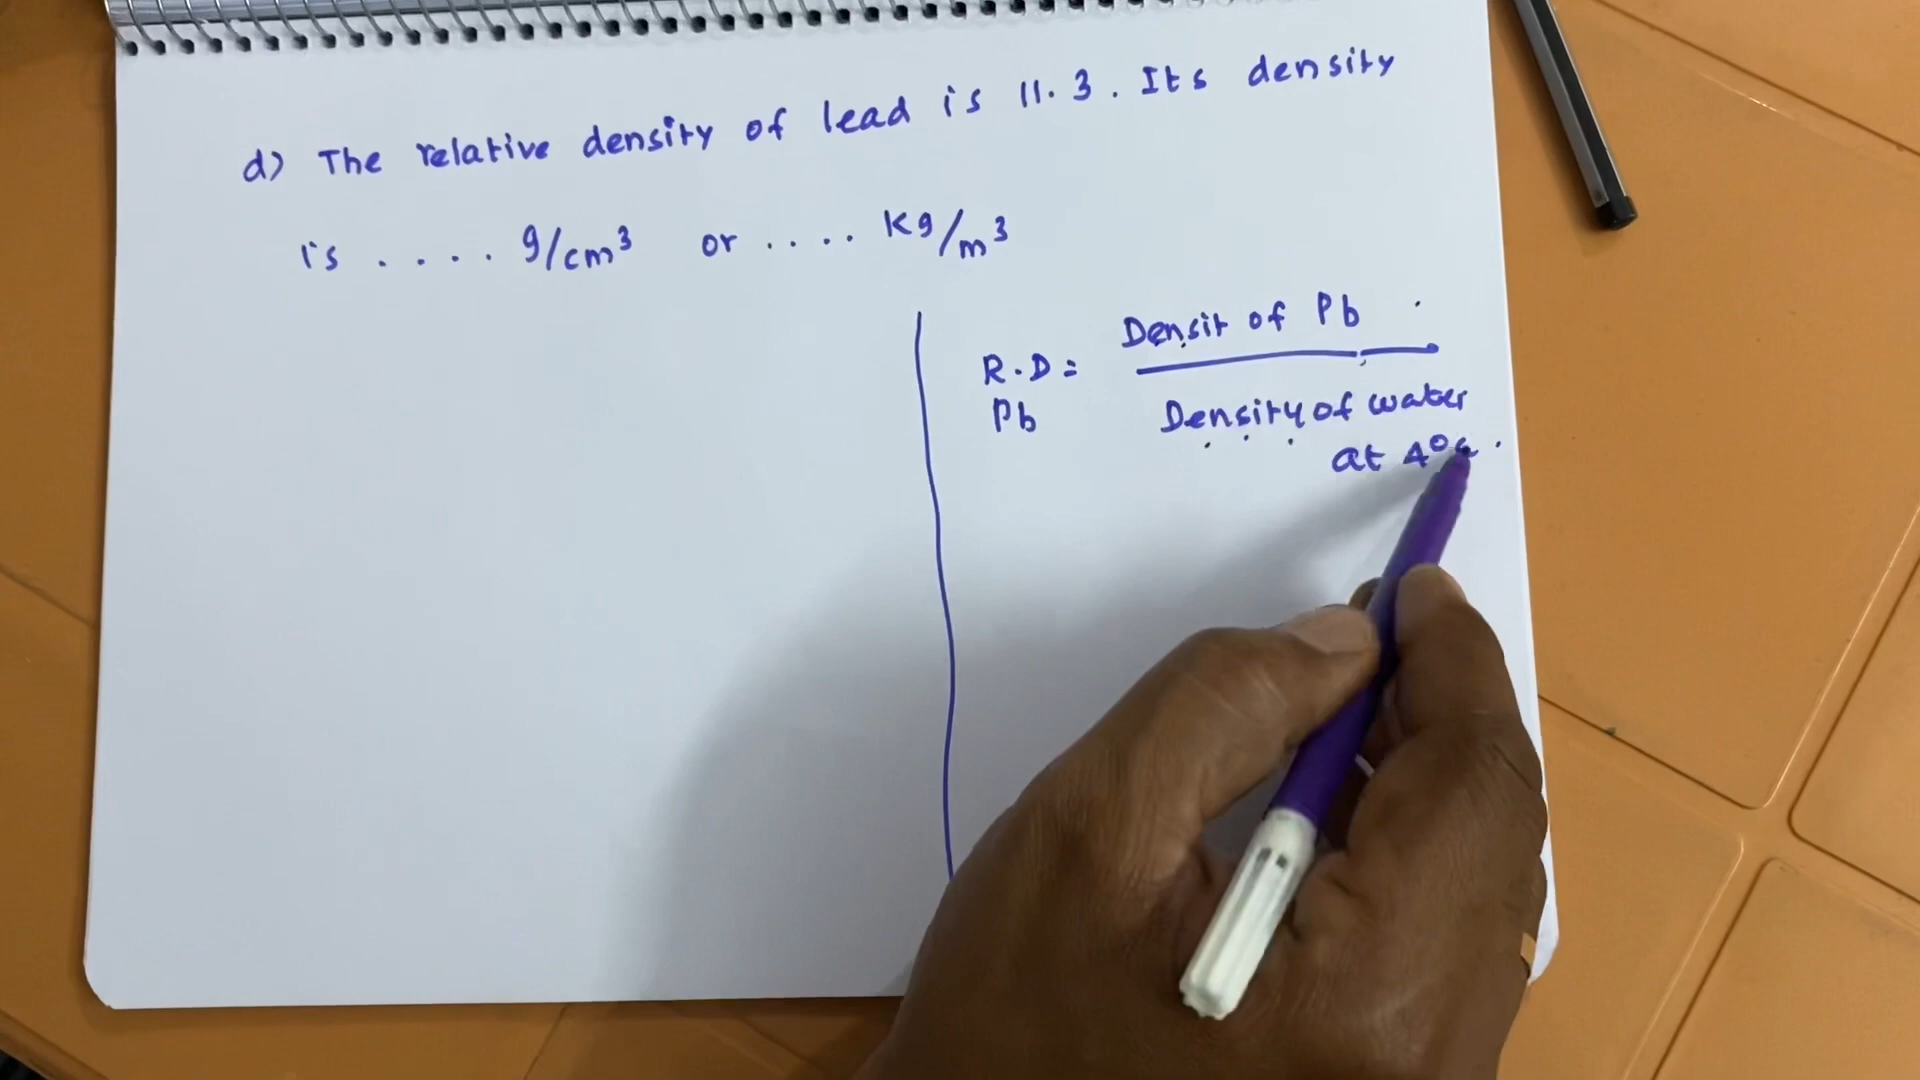 d) The relative density of lead is 11.3. Its density
is .... g/cm³ or .... kg/m³
R.D = Densit of Pb
Pb Density of water
at 4°C